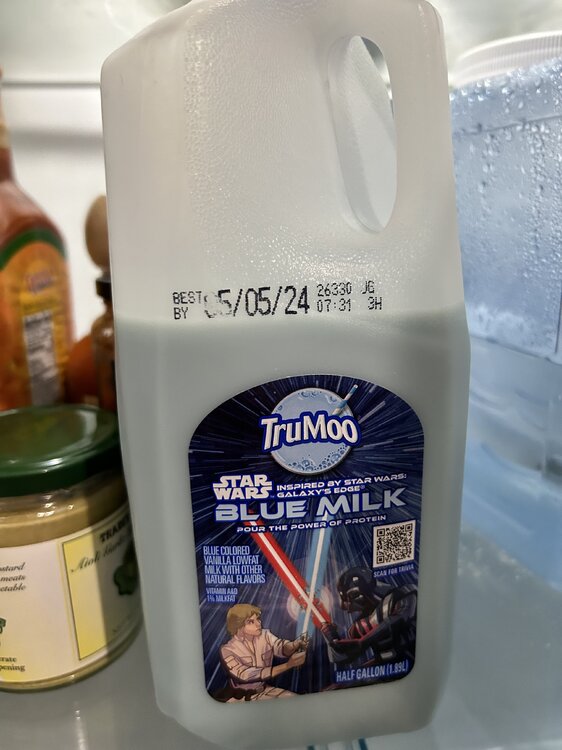 BEST BY 05/05/24 26330 JG
07:31 3H
TruMoo
STAR WARS
INSPIRED BY STAR WARS:
GALAXY'S EDGE
BLUE MILK
POUR THE POWER OF PROTEIN
BLUE COLORED
VANILLA LOWFAT
MILK WITH OTHER
NATURAL FLAVORS
VITAMIN A&D
1% MILKFAT
SCAN FOR TRIVIA
HALF GALLON (1.89L)
TRADER